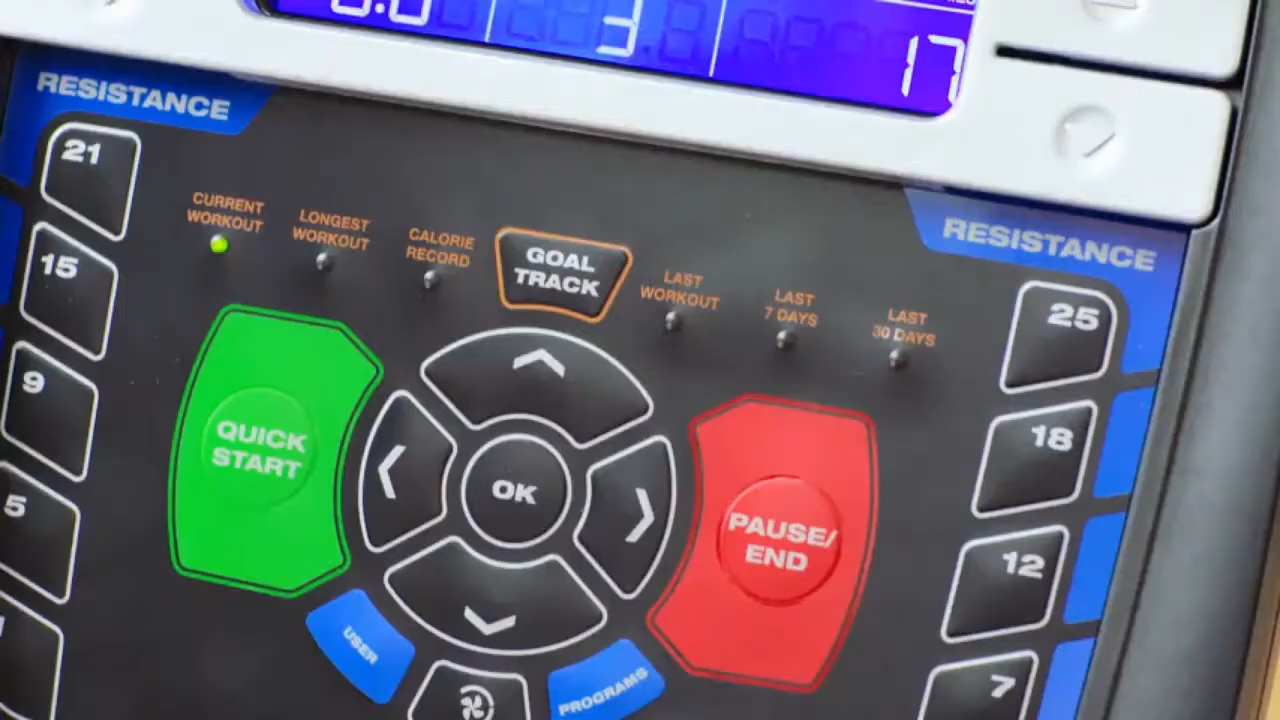 3
17
RESISTANCE
21
15
9
5
CURRENT
WORKOUT
LONGEST
WORKOUT
CALORIE
RECORD
GOAL
TRACK
LAST
WORKOUT
LAST
7 DAYS
LAST
30 DAYS
QUICK
START
OK
PAUSE/
END
USER
PROGRAMS
RESISTANCE
25
18
12
7